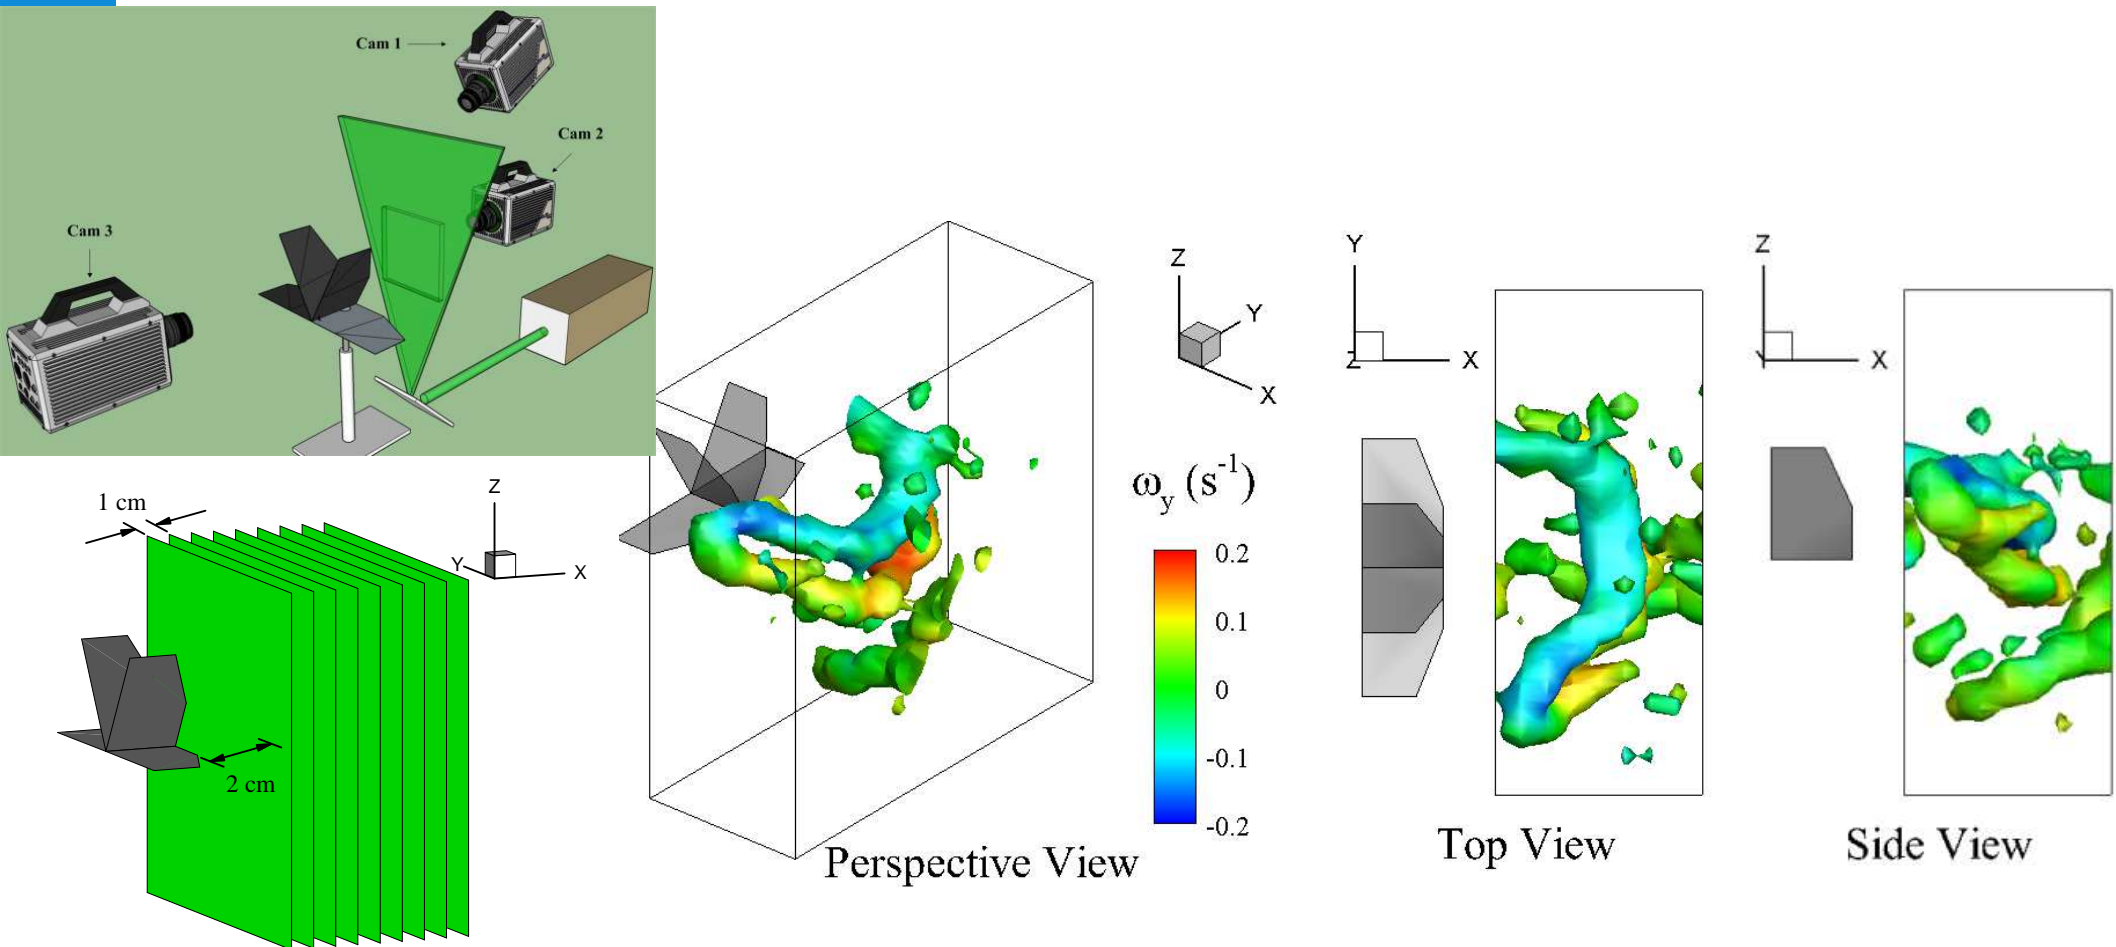 Cam 1
Cam 2
Cam 3
1 cm
2 cm
Z
Y
X
Z
Y
X
ω_y (s^-1)
0.2
0.1
0
-0.1
-0.2
Perspective View
Y
Z
X
Top View
Z
Y
X
Side View